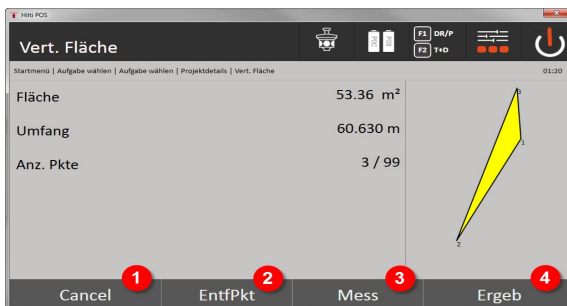 Hilti POS
Vert. Fläche
POC
POS
F1 DR/P
F2 T+D
Startmenü | Aufgabe wählen | Aufgabe wählen | Projektdetails | Vert. Fläche
01:20
Fläche 53.36 m²
Umfang 60.630 m
Anz. Pkte 3 / 99
3
1
2
1 2 3 4
Cancel EntfPkt Mess Ergeb